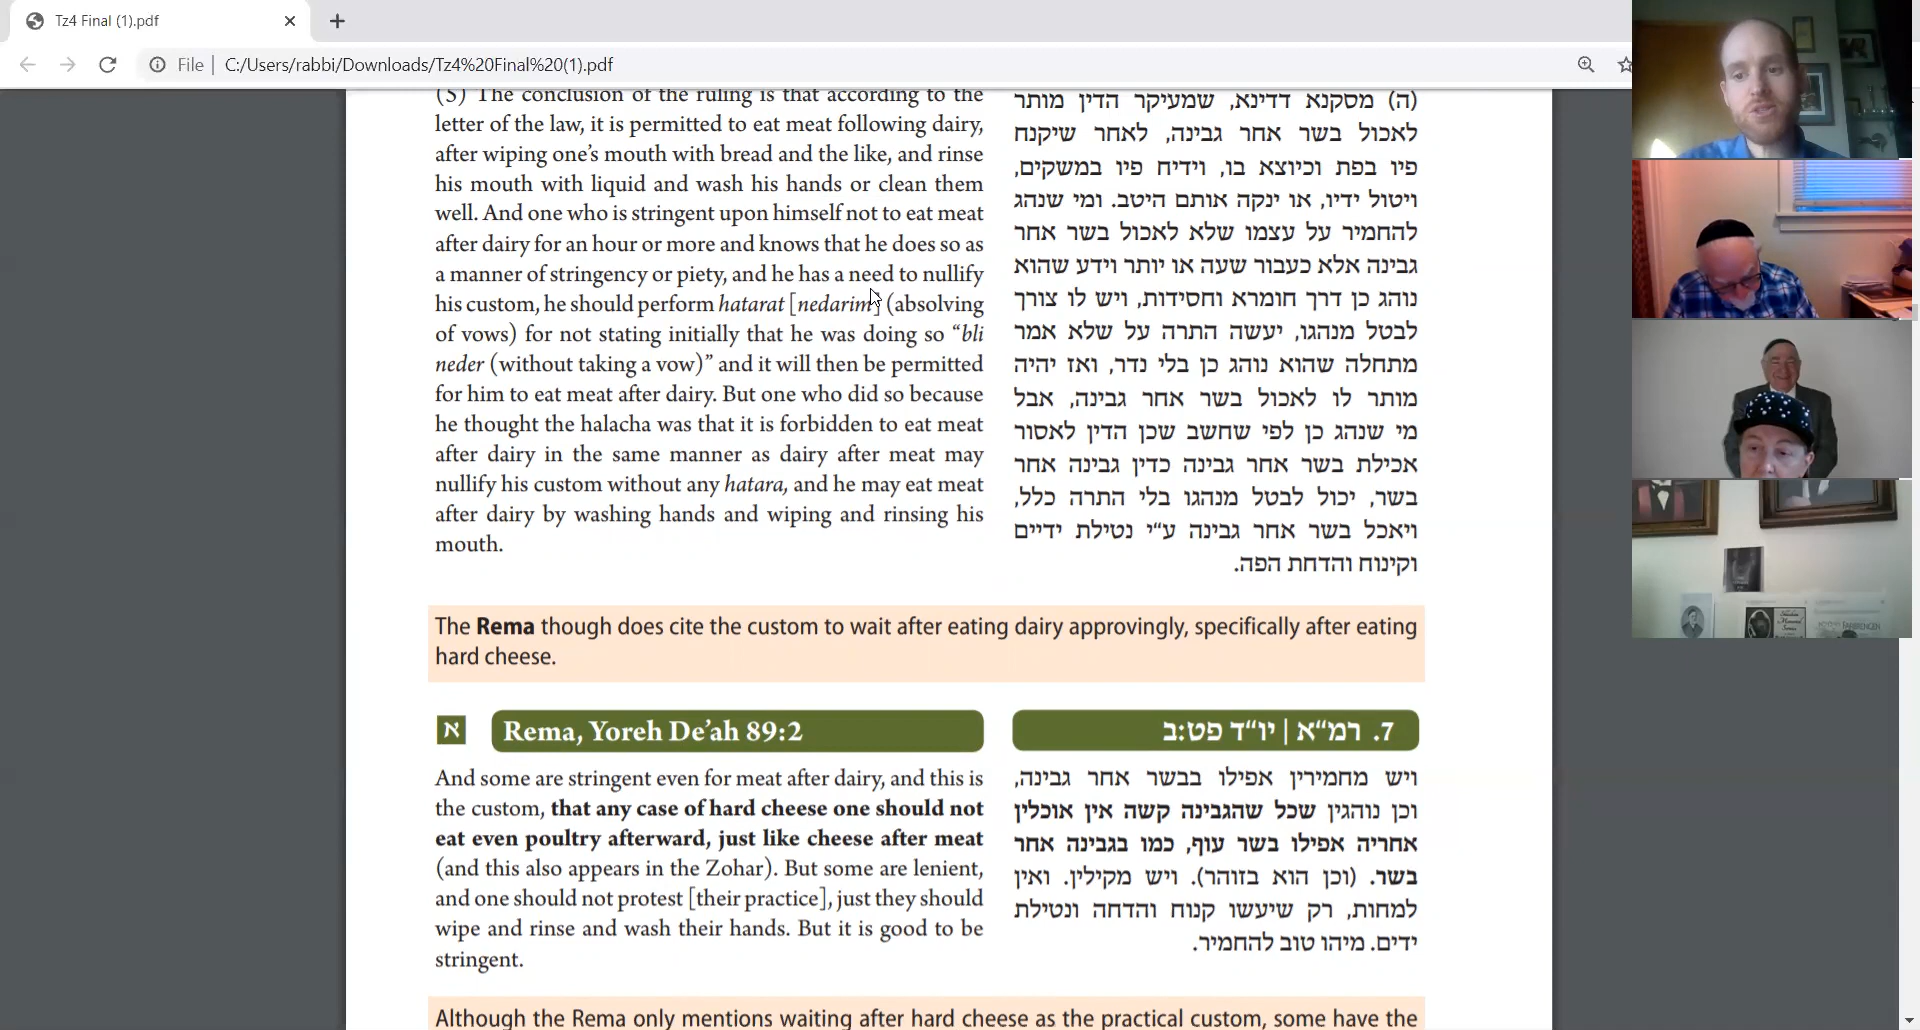 Tz4 Final (1).pdf
File | C:/Users/rabbi/Downloads/Tz4%20Final%20(1).pdf
(5) The conclusion of the ruling is that according to the
letter of the law, it is permitted to eat meat following dairy,
after wiping one's mouth with bread and the like, and rinse
his mouth with liquid and wash his hands or clean them
well. And one who is stringent upon himself not to eat meat
after dairy for an hour or more and knows that he does so as
a manner of stringency or piety, and he has a need to nullify
his custom, he should perform hatarat [nedarim] (absolving
of vows) for not stating initially that he was doing so “bli
neder (without taking a vow)” and it will then be permitted
for him to eat meat after dairy. But one who did so because
he thought the halacha was that it is forbidden to eat meat
after dairy in the same manner as dairy after meat may
nullify his custom without any hatara, and he may eat meat
after dairy by washing hands and wiping and rinsing his
mouth.
(ה) מסקנא דדינא, שמעיקר הדין מותר
לאכול בשר אחר גבינה, לאחר שיקנח
פיו בפת וכיוצא בו, וידיח פיו במשקים,
ויטול ידיו, או ינקה אותם היטב. ומי שנהג
להחמיר על עצמו שלא לאכול בשר אחר
גבינה אלא כעבור שעה או יותר וידע שהוא
נוהג כן דרך חומרא וחסידות, ויש לו צורך
לבטל מנהגו, יעשה התרה על שלא אמר
מתחלה שהוא נוהג כן בלי נדר, ואז יהיה
מותר לו לאכול בשר אחר גבינה, אבל
מי שנהג כן לפי שחשב שכן הדין לאסור
אכילת בשר אחר גבינה כדין גבינה אחר
בשר, יכול לבטל מנהגו בלי התרה כלל,
ויאכל בשר אחר גבינה ע״י נטילת ידיים
וקינוח והדחת הפה.
The Rema though does cite the custom to wait after eating dairy approvingly, specifically after eating
hard cheese.
א Rema, Yoreh De'ah 89:2
7. רמ״א | יו״ד פט:ב
And some are stringent even for meat after dairy, and this is
the custom, that any case of hard cheese one should not
eat even poultry afterward, just like cheese after meat
(and this also appears in the Zohar). But some are lenient,
and one should not protest [their practice], just they should
wipe and rinse and wash their hands. But it is good to be
stringent.
ויש מחמירין אפילו בבשר אחר גבינה,
וכן נוהגין שכל שהגבינה קשה אין אוכלין
אחריה אפילו בשר עוף, כמו בגבינה אחר
בשר. (וכן הוא בזוהר). ויש מקילין. ואין
למחות, רק שיעשו קנוח והדחה ונטילת
ידים. מיהו טוב להחמיר.
Although the Rema only mentions waiting after hard cheese as the practical custom, some have the